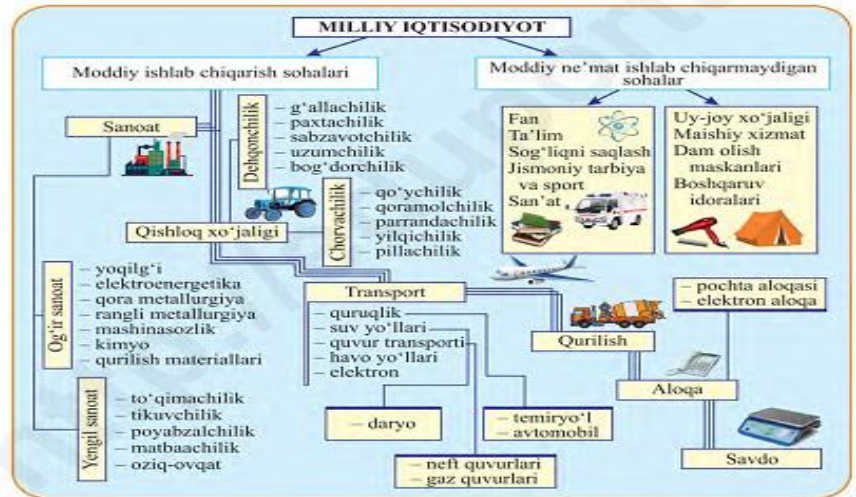 MILLIY IQTISODIYOT
Moddiy ishlab chiqarish sohalari
Moddiy ne’mat ishlab chiqarmaydigan
sohalar
Sanoat
Dehqonchilik
– g‘allachilik
– paxtachilik
– sabzavotchilik
– uzumchilik
– bog‘dorchilik
Fan
Ta’lim
Sog‘liqni saqlash
Jismoniy tarbiya
va sport
San’at
Uy-joy xo‘jaligi
Maishiy xizmat
Dam olish
maskanlari
Boshqaruv
idoralari
Qishloq xo‘jaligi
Chorvachilik
– qo‘ychilik
– qoramolchilik
– parrandachilik
– yilqichilik
– pillachilik
Og‘ir sanoat
– yoqilg‘i
– elektroenergetika
– qora metallurgiya
– rangli metallurgiya
– mashinasozlik
– kimyo
– qurilish materiallari
Yengil sanoat
– to‘qimachilik
– tikuvchilik
– poyabzalchilik
– matbaachilik
– oziq-ovqat
Transport
– quruqlik
– suv yo‘llari
– quvur transporti
– havo yo‘llari
– elektron
– daryo
– temiryo‘l
– avtomobil
– neft quvurlari
– gaz quvurlari
Qurilish
– pochta aloqasi
– elektron aloqa
Aloqa
Savdo